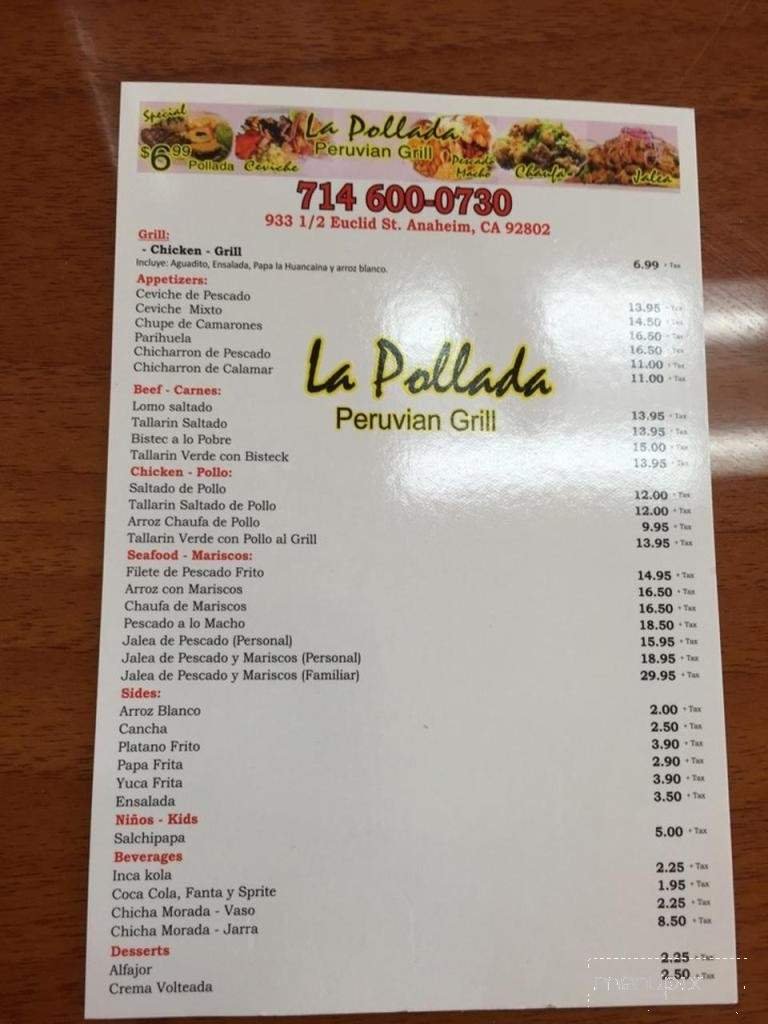 Special
$6.99
Pollada
Ceviche
La Pollada
Peruvian Grill
Pescado Macho
Chaufa
Jalea
714 600-0730
933 1/2 Euclid St. Anaheim, CA 92802
Grill:
- Chicken - Grill
Incluye: Aguadito, Ensalada, Papa la Huancaina y arroz blanco. 6.99 + Tax
Appetizers:
Ceviche de Pescado 13.95 + Tax
Ceviche Mixto 14.50 + Tax
Chupe de Camarones 16.50 + Tax
Parihuela 16.50 + Tax
Chicharron de Pescado 11.00 + Tax
Chicharron de Calamar 11.00 + Tax
La Pollada
Peruvian Grill
Beef - Carnes:
Lomo saltado 13.95 + Tax
Tallarin Saltado 13.95 + Tax
Bistec a lo Pobre 15.00 + Tax
Tallarin Verde con Bisteck 13.95 + Tax
Chicken - Pollo:
Saltado de Pollo 12.00 + Tax
Tallarin Saltado de Pollo 12.00 + Tax
Arroz Chaufa de Pollo 9.95 + Tax
Tallarin Verde con Pollo al Grill 13.95 + Tax
Seafood - Mariscos:
Filete de Pescado Frito 14.95 + Tax
Arroz con Mariscos 16.50 + Tax
Chaufa de Mariscos 16.50 + Tax
Pescado a lo Macho 18.50 + Tax
Jalea de Pescado (Personal) 15.95 + Tax
Jalea de Pescado y Mariscos (Personal) 18.95 + Tax
Jalea de Pescado y Mariscos (Familiar) 29.95 + Tax
Sides:
Arroz Blanco 2.00 + Tax
Cancha 2.50 + Tax
Platano Frito 3.90 + Tax
Papa Frita 2.90 + Tax
Yuca Frita 3.90 + Tax
Ensalada 3.50 + Tax
Niños - Kids
Salchipapa 5.00 + Tax
Beverages
Inca kola 2.25 + Tax
Coca Cola, Fanta y Sprite 1.95 + Tax
Chicha Morada - Vaso 2.25 + Tax
Chicha Morada - Jarra 8.50 + Tax
Desserts
Alfajor 2.25 + Tax
Crema Volteada 2.50 + Tax
menupix